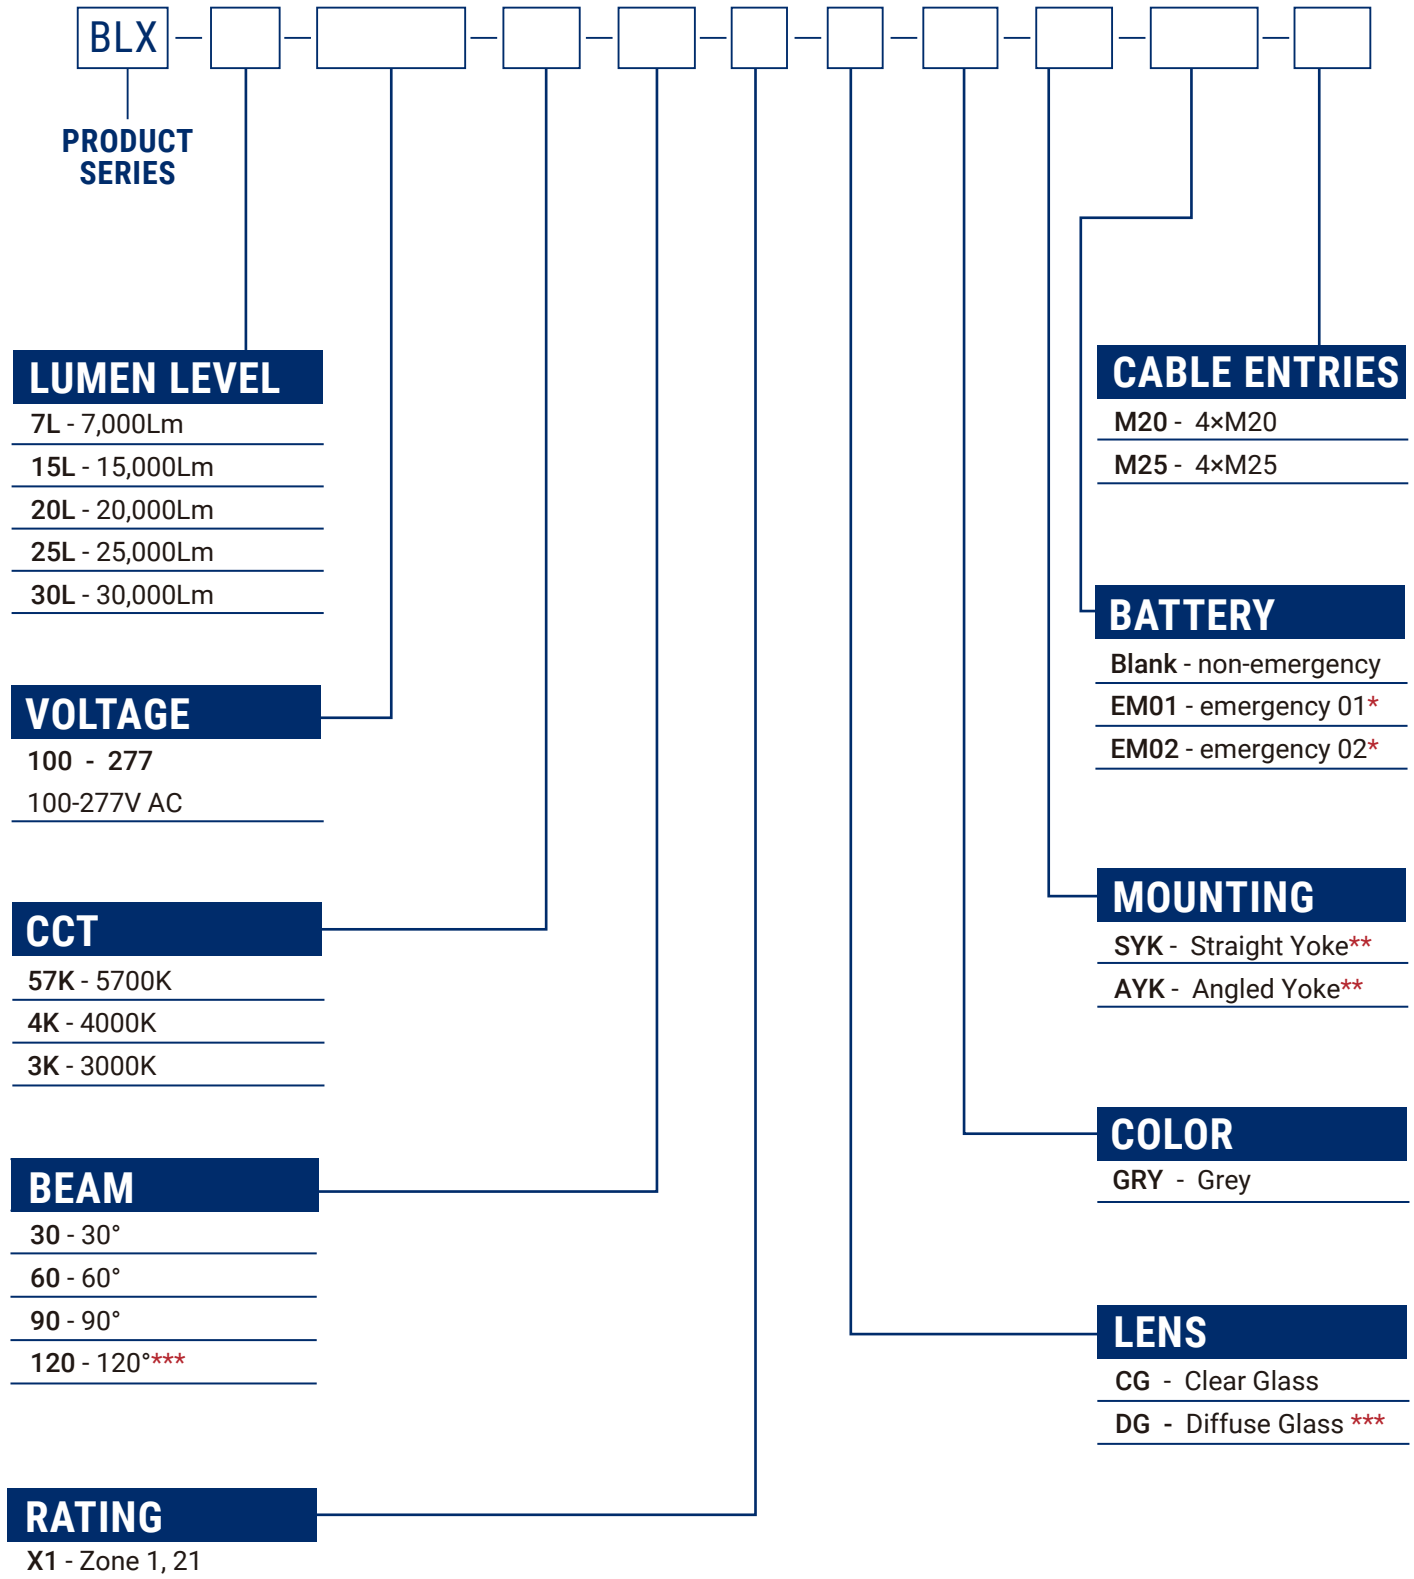 BLX
PRODUCT
SERIES
LUMEN LEVEL
7L - 7,000Lm
15L - 15,000Lm
20L - 20,000Lm
25L - 25,000Lm
30L - 30,000Lm
VOLTAGE
100 - 277
100-277V AC
CCT
57K - 5700K
4K - 4000K
3K - 3000K
BEAM
30 - 30°
60 - 60°
90 - 90°
120 - 120°***
RATING
X1 - Zone 1, 21
CABLE ENTRIES
M20 - 4×M20
M25 - 4×M25
BATTERY
Blank - non-emergency
EM01 - emergency 01*
EM02 - emergency 02*
MOUNTING
SYK - Straight Yoke**
AYK - Angled Yoke**
COLOR
GRY - Grey
LENS
CG - Clear Glass
DG - Diffuse Glass ***